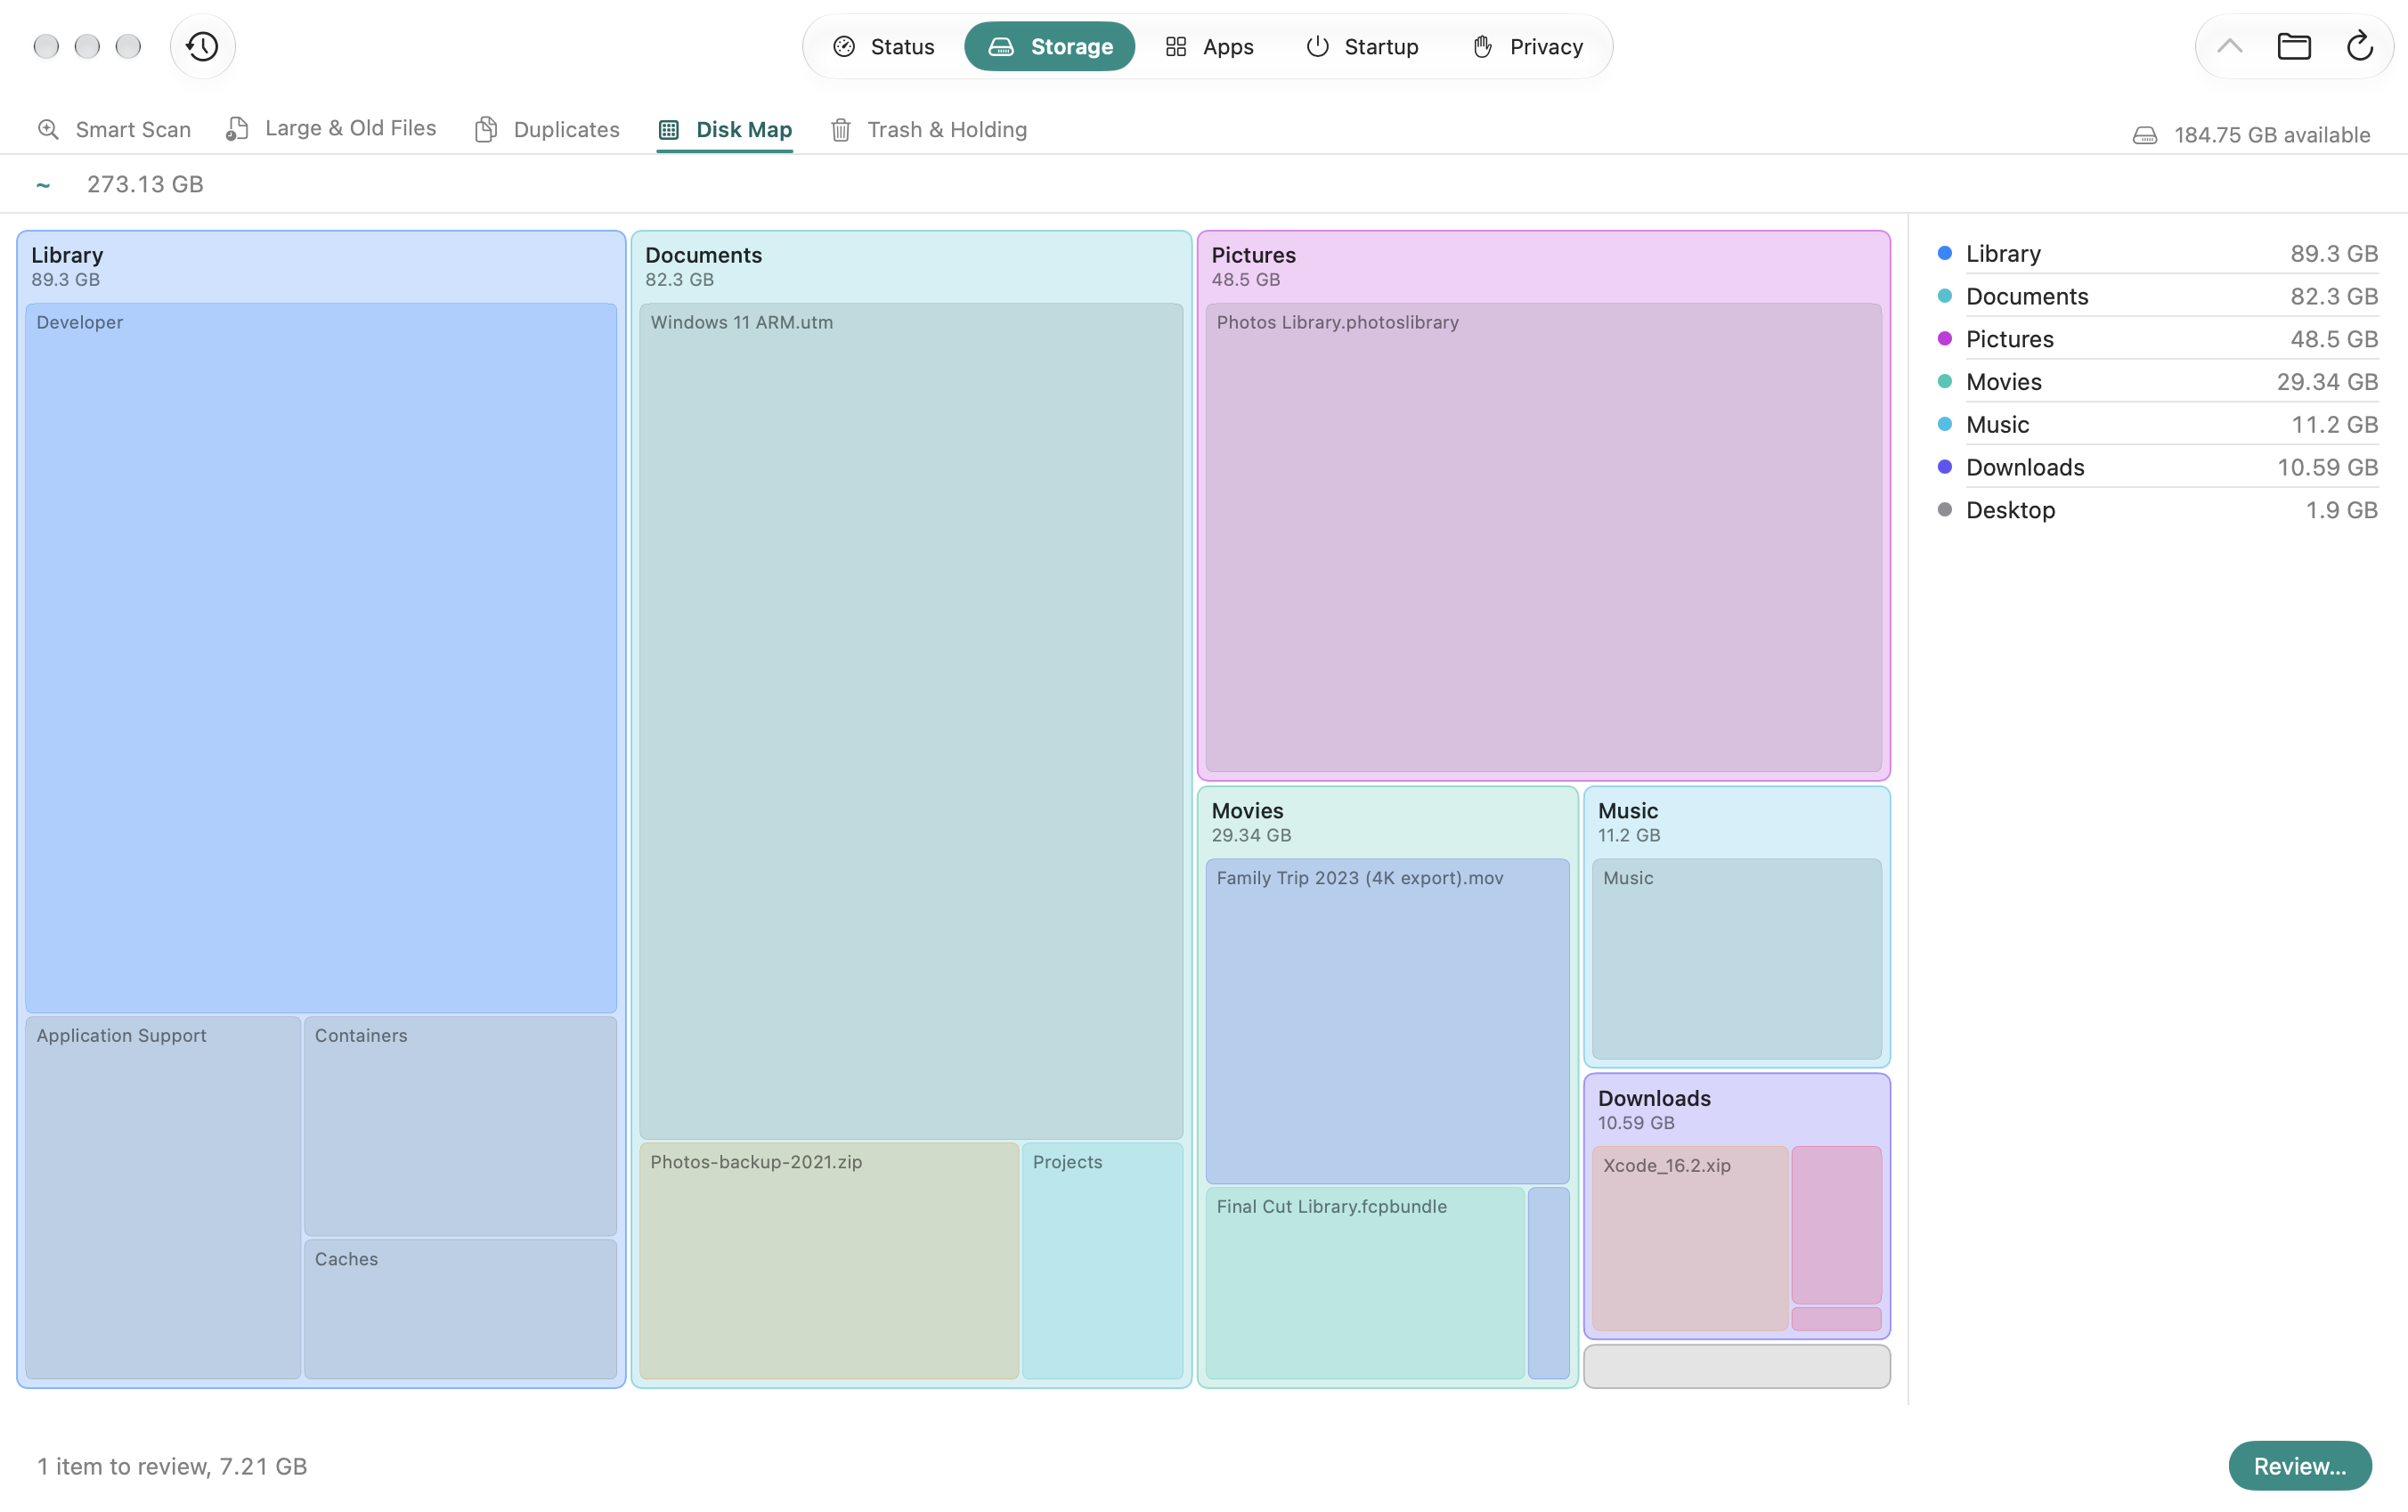 Status
Storage
Apps
Startup
Privacy
Smart Scan
Large & Old Files
Duplicates
Disk Map
Trash & Holding
184.75 GB available
~ 273.13 GB
Library
89.3 GB
Developer
Application Support
Containers
Caches
Documents
82.3 GB
Windows 11 ARM.utm
Photos-backup-2021.zip
Projects
Pictures
48.5 GB
Photos Library.photoslibrary
Movies
29.34 GB
Family Trip 2023 (4K export).mov
Final Cut Library.fcpbundle
Music
11.2 GB
Music
Downloads
10.59 GB
Xcode_16.2.xip
Library 89.3 GB
Documents 82.3 GB
Pictures 48.5 GB
Movies 29.34 GB
Music 11.2 GB
Downloads 10.59 GB
Desktop 1.9 GB
1 item to review, 7.21 GB
Review...